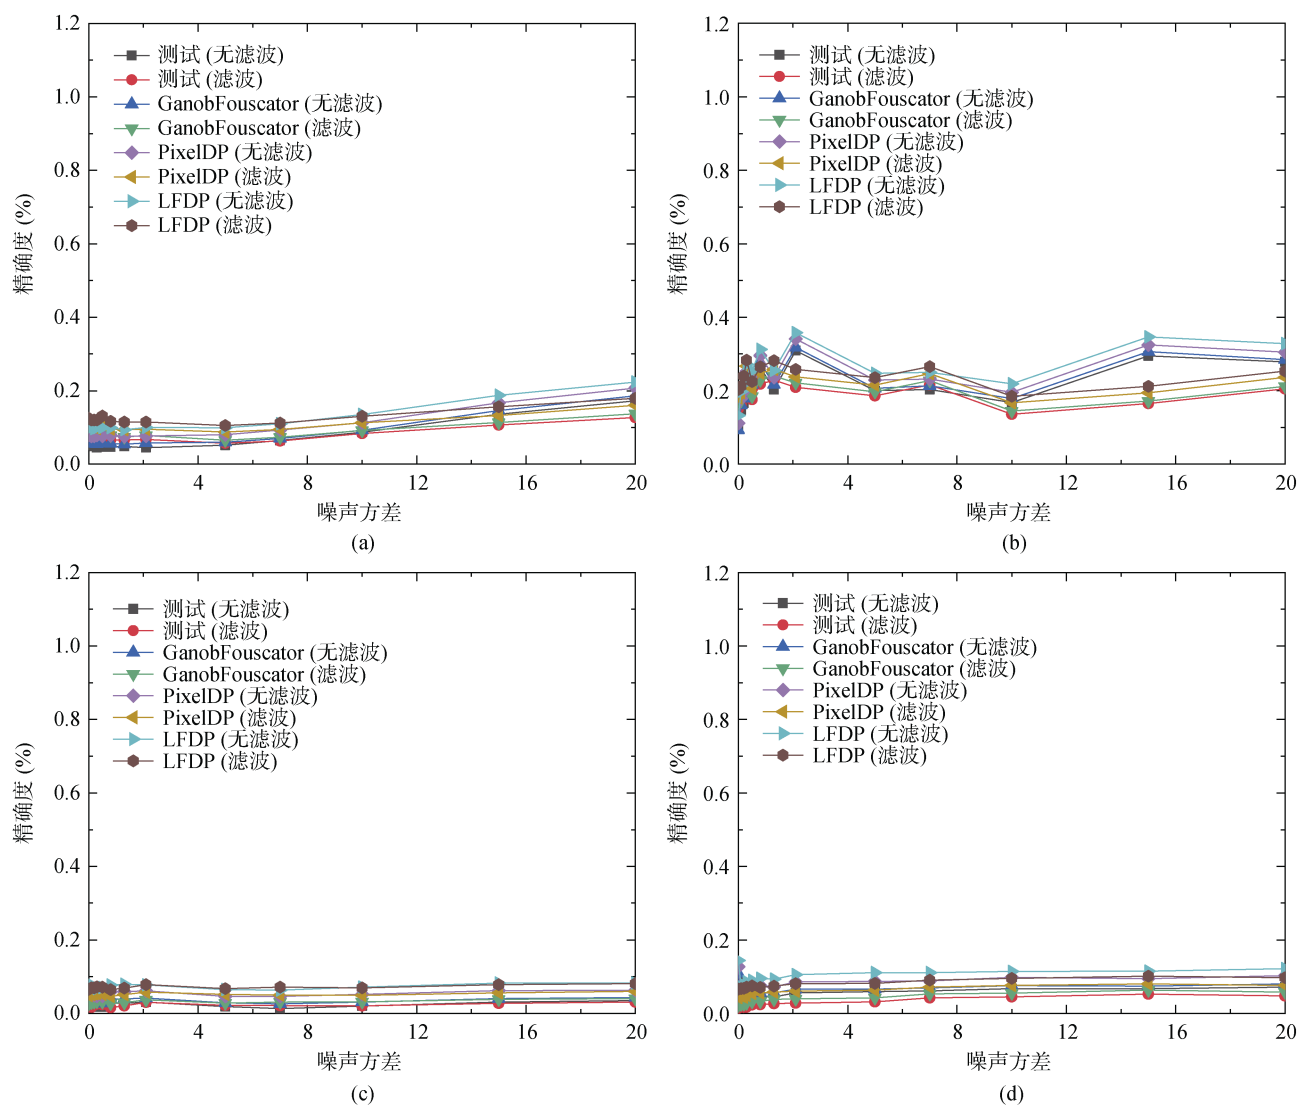 1.2
1.0
0.8
0.6
0.4
0.2
0.0
精确度 (%)
测试 (无滤波)
测试 (滤波)
GanobFouscator (无滤波)
GanobFouscator (滤波)
PixelDP (无滤波)
PixelDP (滤波)
LFDP (无滤波)
LFDP (滤波)
0 4 8 12 16 20
噪声方差
(a)
1.2
1.0
0.8
0.6
0.4
0.2
0.0
精确度 (%)
测试 (无滤波)
测试 (滤波)
GanobFouscator (无滤波)
GanobFouscator (滤波)
PixelDP (无滤波)
PixelDP (滤波)
LFDP (无滤波)
LFDP (滤波)
0 4 8 12 16 20
噪声方差
(b)
1.2
1.0
0.8
0.6
0.4
0.2
0.0
精确度 (%)
测试 (无滤波)
测试 (滤波)
GanobFouscator (无滤波)
GanobFouscator (滤波)
PixelDP (无滤波)
PixelDP (滤波)
LFDP (无滤波)
LFDP (滤波)
0 4 8 12 16 20
噪声方差
(c)
1.2
1.0
0.8
0.6
0.4
0.2
0.0
精确度 (%)
测试 (无滤波)
测试 (滤波)
GanobFouscator (无滤波)
GanobFouscator (滤波)
PixelDP (无滤波)
PixelDP (滤波)
LFDP (无滤波)
LFDP (滤波)
0 4 8 12 16 20
噪声方差
(d)